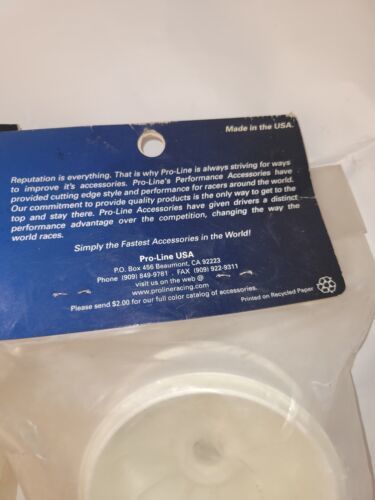 Made in the USA.
Reputation is everything. That is why Pro-Line is always striving for ways
to improve it's accessories. Pro-Line's Performance Accessories have
provided cutting edge style and performance for racers around the world.
Our commitment to provide quality products is the only way to get to the
top and stay there. Pro-Line Accessories have given drivers a distinct
performance advantage over the competition, changing the way the
world races.
Simply the Fastest Accessories in the World!
Pro-Line USA
P.O. Box 456 Beaumont, CA 92223
Phone (909) 849-9781 . FAX (909) 922-9311
visit us on the web @
www.prolineracing.com
Please send $2.00 for our full color catalog of accessories.
Printed on Recycled Paper